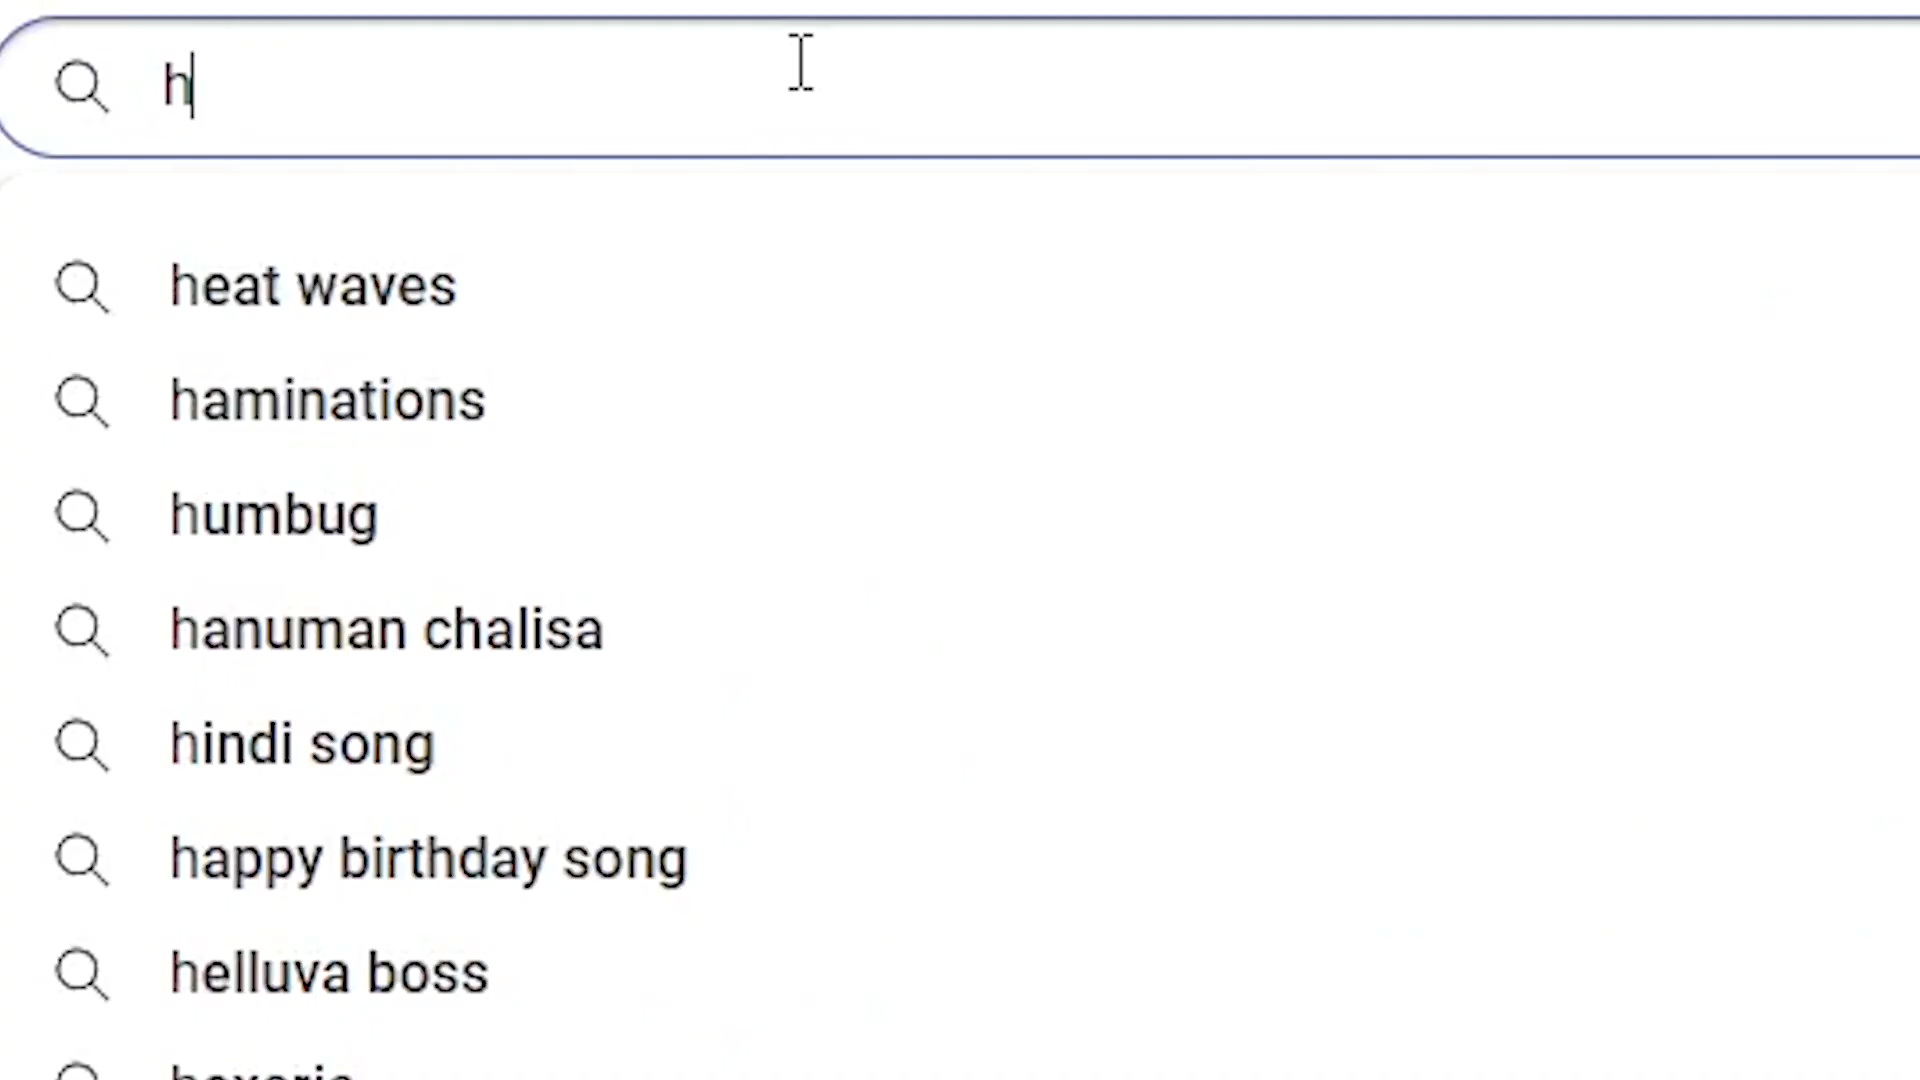 h
heat waves
haminations
humbug
hanuman chalisa
hindi song
happy birthday song
helluva boss